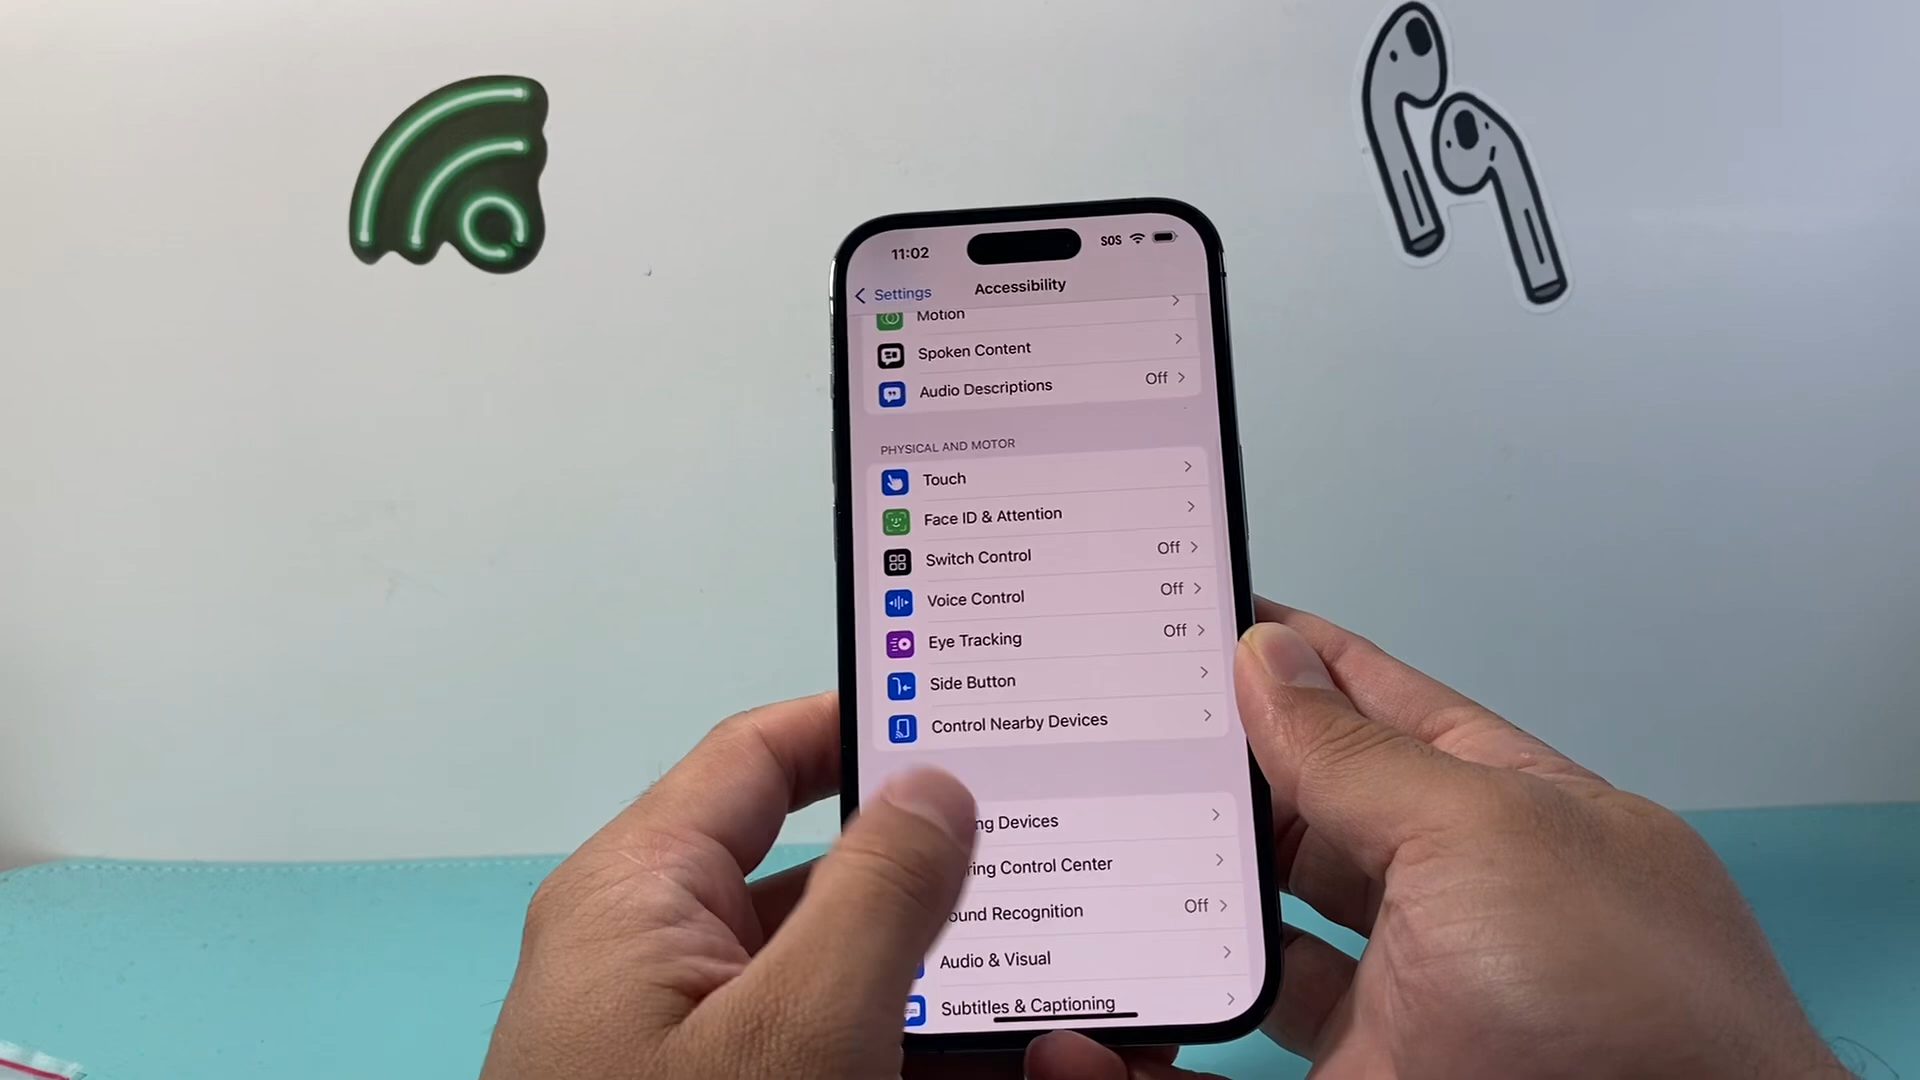 11:02 SOS
Settings Accessibility
Motion
Spoken Content
Audio Descriptions Off
PHYSICAL AND MOTOR
Touch
Face ID & Attention
Switch Control Off
Voice Control Off
Eye Tracking Off
Side Button
Control Nearby Devices
ng Devices
ring Control Center
ound Recognition Off
Audio & Visual
Subtitles & Captioning